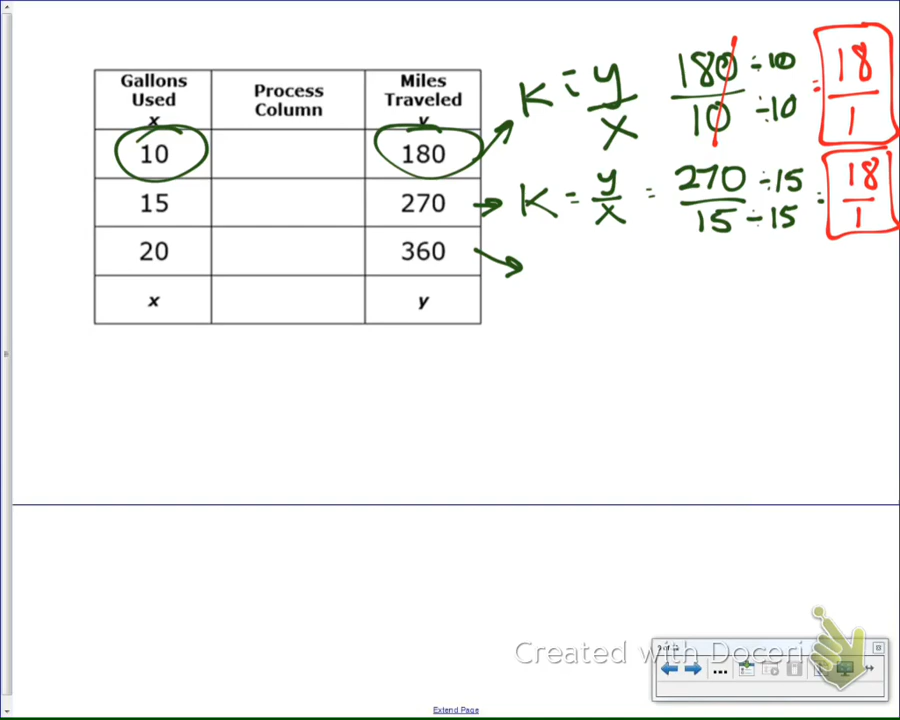 Gallons Used x Process Column Miles Traveled y
10 180
15 270
20 360
x y
K = y/x 180/10 ÷10/÷10 = 18/1
K = y/x = 270/15 ÷15/÷15 = 18/1
Created with Doceri
Extend Page